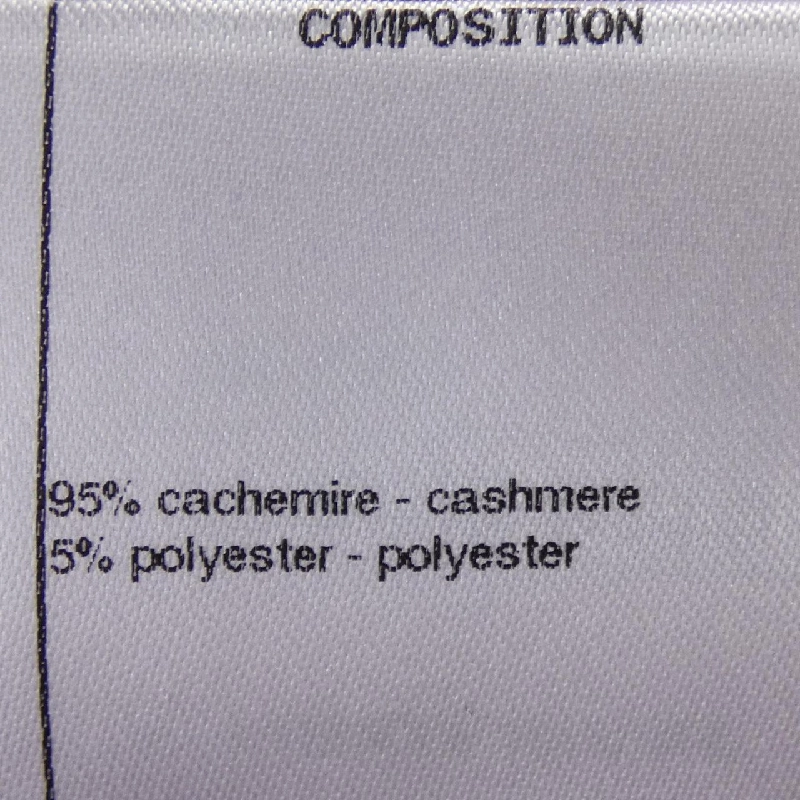 COMPOSITION
95% cachemire - cashmere
5% polyester - polyester